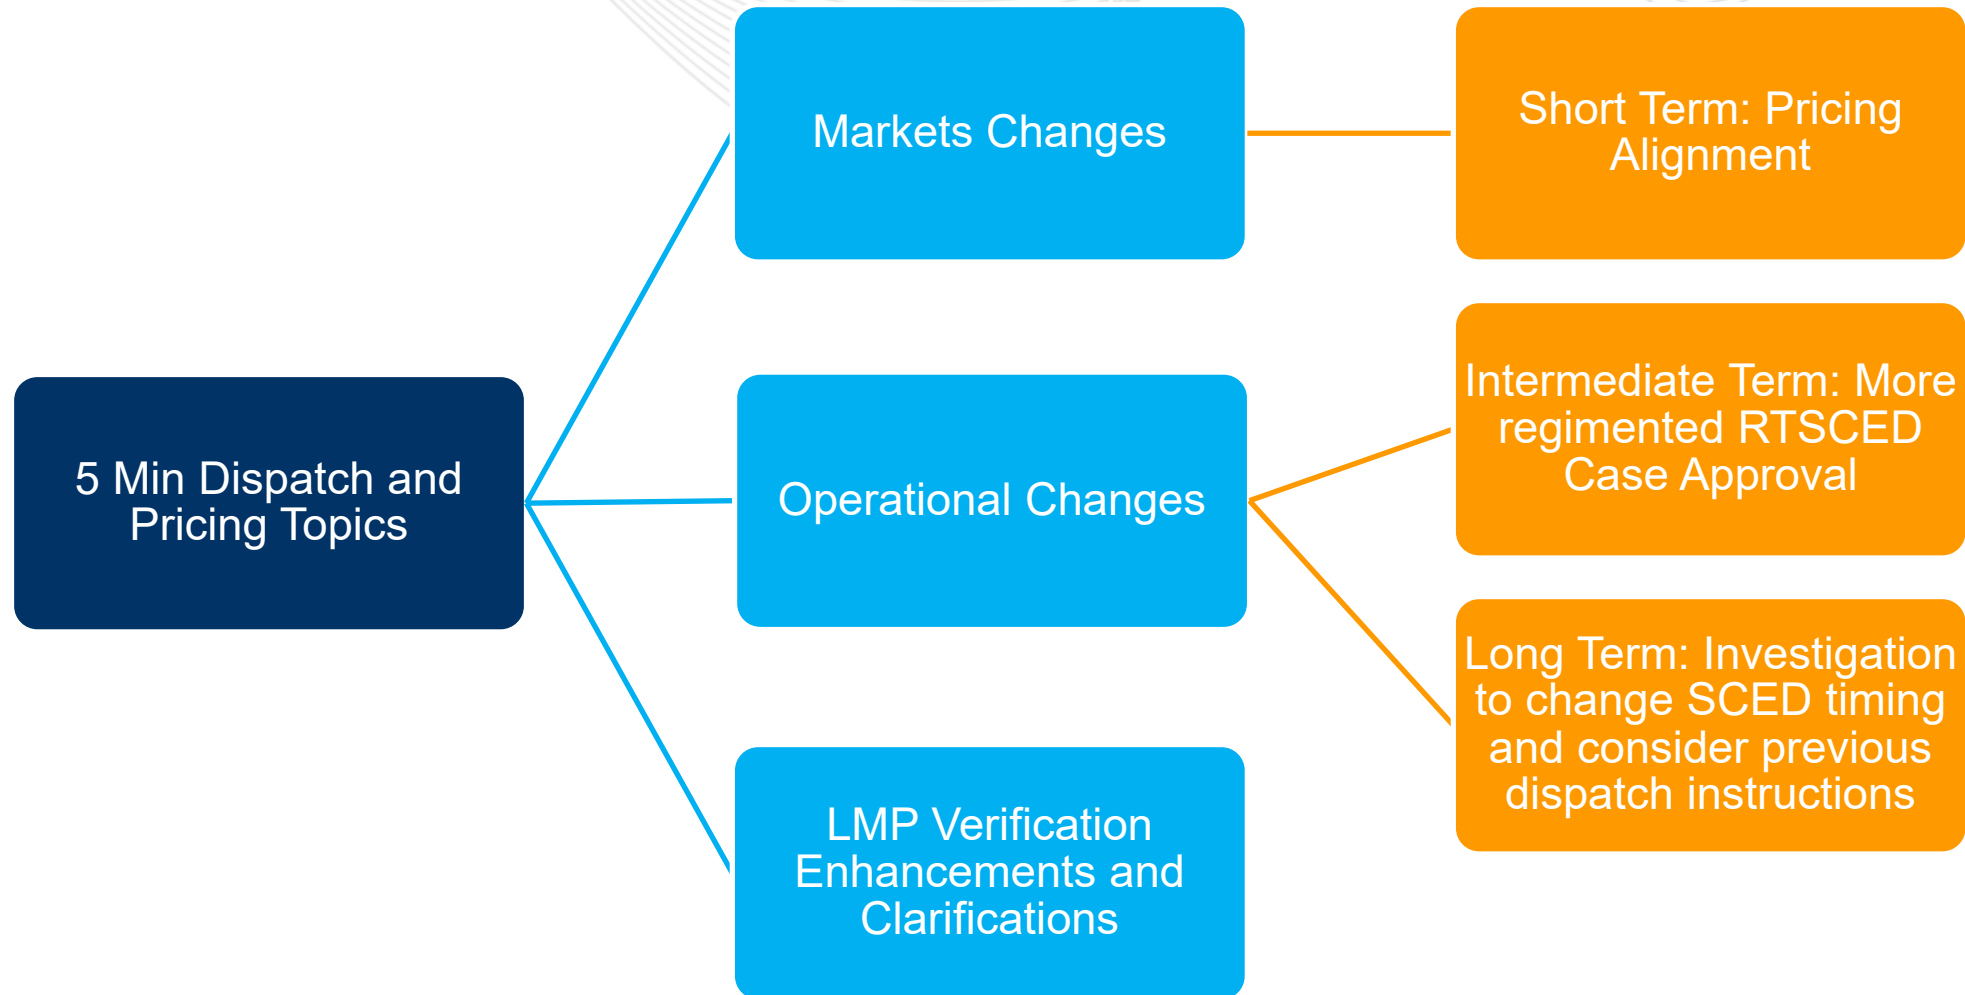 5 Min Dispatch and
Pricing Topics
Markets Changes
Short Term: Pricing
Alignment
Operational Changes
Intermediate Term: More
regimented RTSCED
Case Approval
Long Term: Investigation
to change SCED timing
and consider previous
dispatch instructions
LMP Verification
Enhancements and
Clarifications